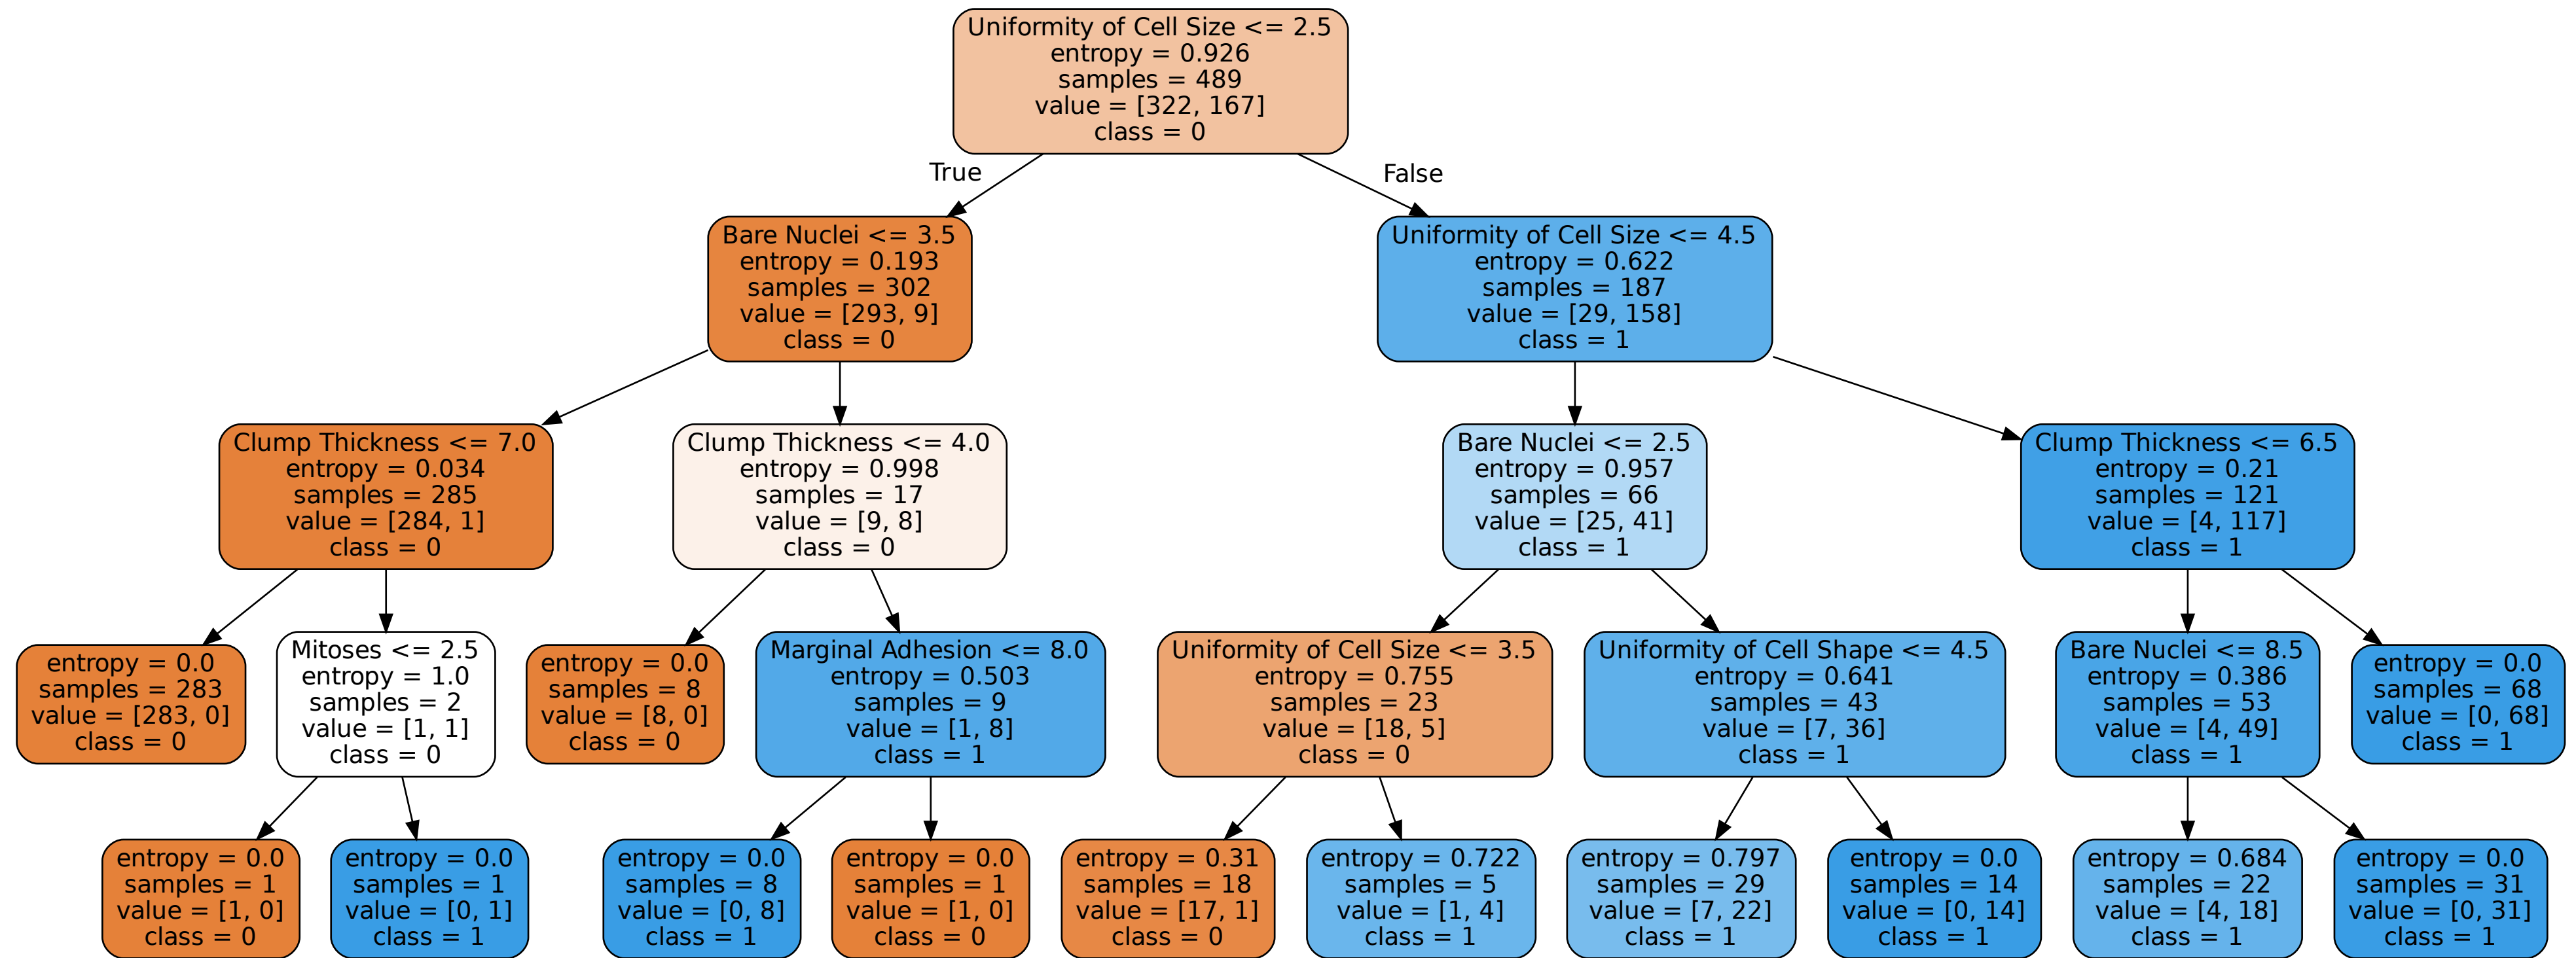 Uniformity of Cell Size <= 2.5
entropy = 0.926
samples = 489
value = [322, 167]
class = 0
True
False
Bare Nuclei <= 3.5
entropy = 0.193
samples = 302
value = [293, 9]
class = 0
Uniformity of Cell Size <= 4.5
entropy = 0.622
samples = 187
value = [29, 158]
class = 1
Clump Thickness <= 7.0
entropy = 0.034
samples = 285
value = [284, 1]
class = 0
Clump Thickness <= 4.0
entropy = 0.998
samples = 17
value = [9, 8]
class = 0
Bare Nuclei <= 2.5
entropy = 0.957
samples = 66
value = [25, 41]
class = 1
Clump Thickness <= 6.5
entropy = 0.21
samples = 121
value = [4, 117]
class = 1
entropy = 0.0
samples = 283
value = [283, 0]
class = 0
Mitoses <= 2.5
entropy = 1.0
samples = 2
value = [1, 1]
class = 0
entropy = 0.0
samples = 8
value = [8, 0]
class = 0
Marginal Adhesion <= 8.0
entropy = 0.503
samples = 9
value = [1, 8]
class = 1
Uniformity of Cell Size <= 3.5
entropy = 0.755
samples = 23
value = [18, 5]
class = 0
Uniformity of Cell Shape <= 4.5
entropy = 0.641
samples = 43
value = [7, 36]
class = 1
Bare Nuclei <= 8.5
entropy = 0.386
samples = 53
value = [4, 49]
class = 1
entropy = 0.0
samples = 68
value = [0, 68]
class = 1
entropy = 0.0
samples = 1
value = [1, 0]
class = 0
entropy = 0.0
samples = 1
value = [0, 1]
class = 1
entropy = 0.0
samples = 8
value = [0, 8]
class = 1
entropy = 0.0
samples = 1
value = [1, 0]
class = 0
entropy = 0.31
samples = 18
value = [17, 1]
class = 0
entropy = 0.722
samples = 5
value = [1, 4]
class = 1
entropy = 0.797
samples = 29
value = [7, 22]
class = 1
entropy = 0.0
samples = 14
value = [0, 14]
class = 1
entropy = 0.684
samples = 22
value = [4, 18]
class = 1
entropy = 0.0
samples = 31
value = [0, 31]
class = 1